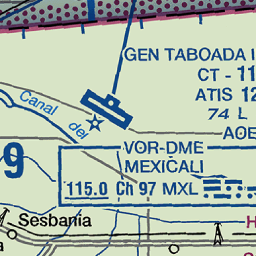 GEN TABOADA I
CT - 11
ATIS 12
74 L
AOE
Canal del
VOR-DME
MEXICALI
115.0 Ch 97 MXL
9
Sesbania
H
a